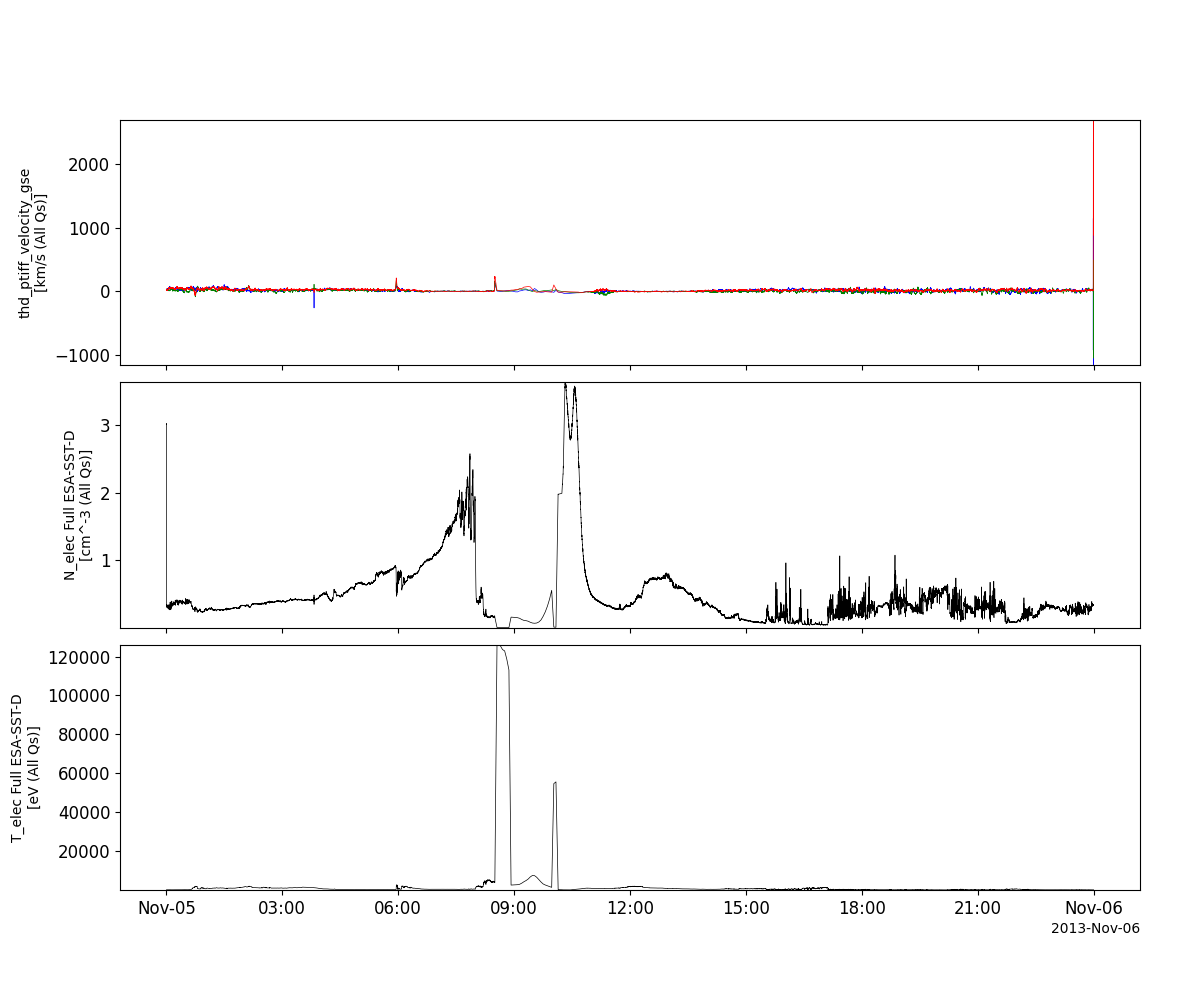 thd_ptiff_velocity_gse
[km/s (All Qs)]
2000
1000
0
−1000
N_elec Full ESA-SST-D
[cm^-3 (All Qs)]
3
2
1
T_elec Full ESA-SST-D
[eV (All Qs)]
120000
100000
80000
60000
40000
20000
Nov-05 03:00 06:00 09:00 12:00 15:00 18:00 21:00 Nov-06
2013-Nov-06